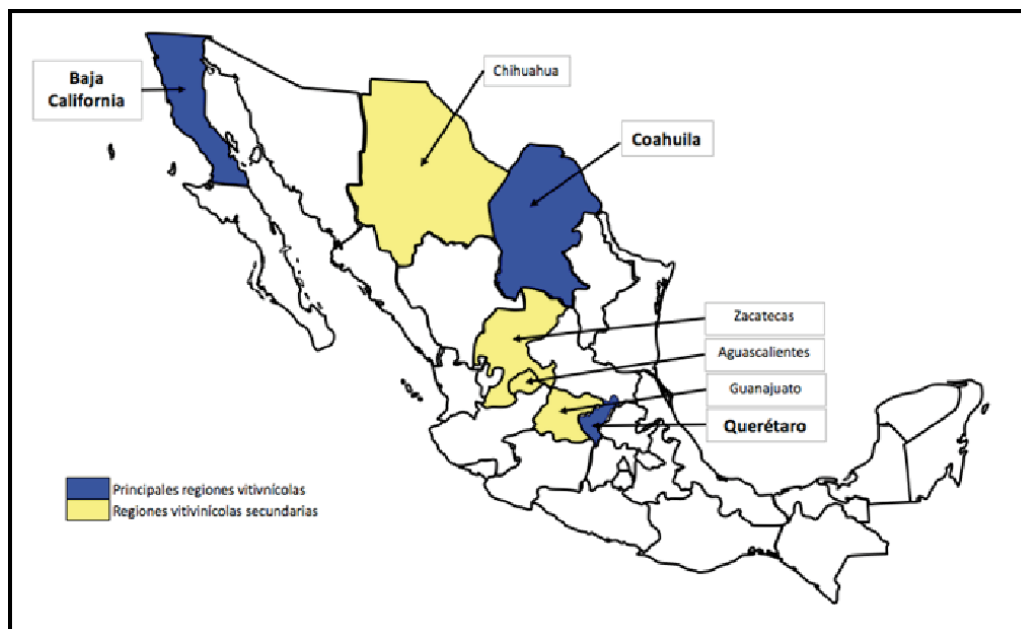 Baja
California
Chihuahua
Coahuila
Zacatecas
Aguascalientes
Guanajuato
Querétaro
Principales regiones vitivnícolas
Regiones vitivinícolas secundarias